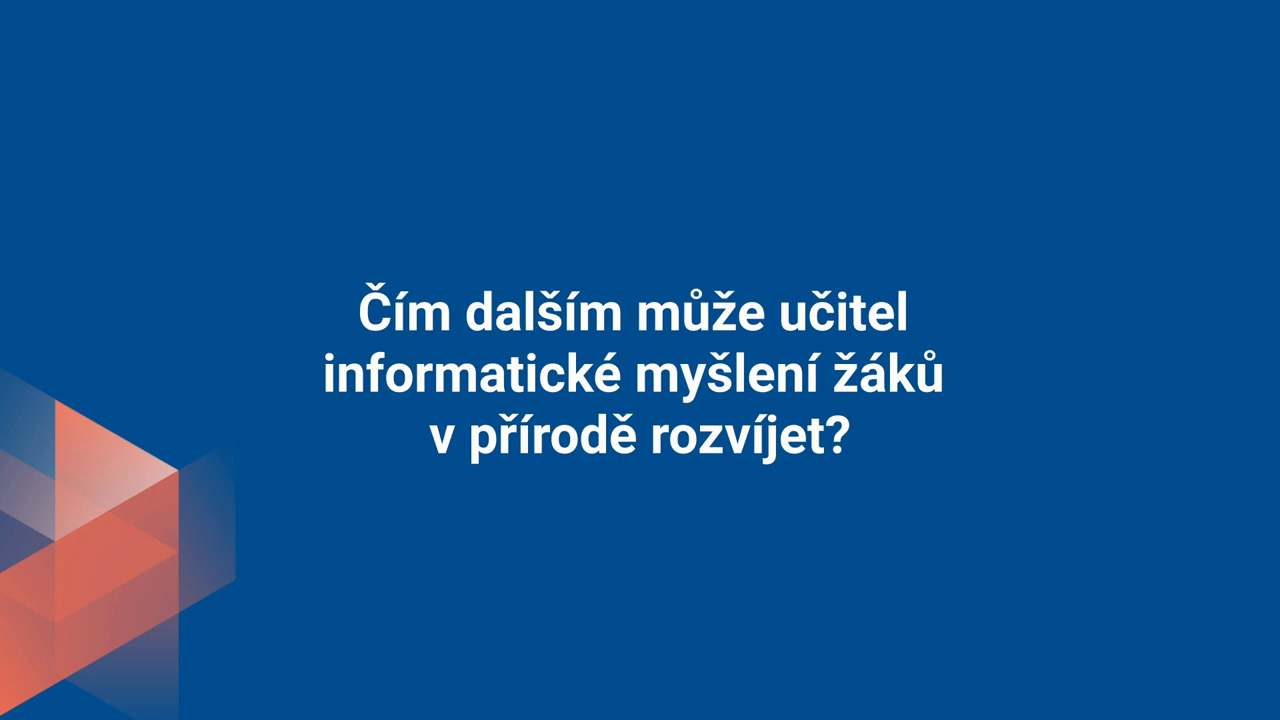 Čím dalším může učitel
informatické myšlení žáků
v přírodě rozvíjet?